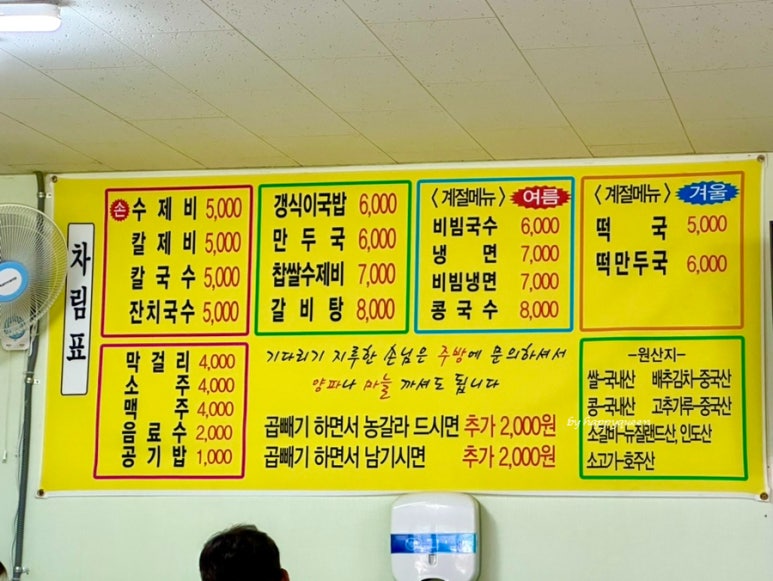 차림표
손 수제비 5,000
칼제비 5,000
칼국수 5,000
잔치국수 5,000
갱식이국밥 6,000
만두국 6,000
찹쌀수제비 7,000
갈비탕 8,000
〈계절메뉴〉 여름
비빔국수 6,000
냉면 7,000
비빔냉면 7,000
콩국수 8,000
〈계절메뉴〉 겨울
떡국 5,000
떡만두국 6,000
막걸리 4,000
소주 4,000
맥주 4,000
음료수 2,000
공기밥 1,000
기다리기 지루한 손님은 주방에 문의하셔서
양파나 마늘 까셔도 됩니다
곱빼기 하면서 농갈라 드시면 추가 2,000원
곱빼기 하면서 남기시면 추가 2,000원
-원산지-
쌀-국내산 배추김치-중국산
콩-국내산 고추가루-중국산
소갈바-뉴질랜드산, 인도산
소고기-호주산
by happyqueen